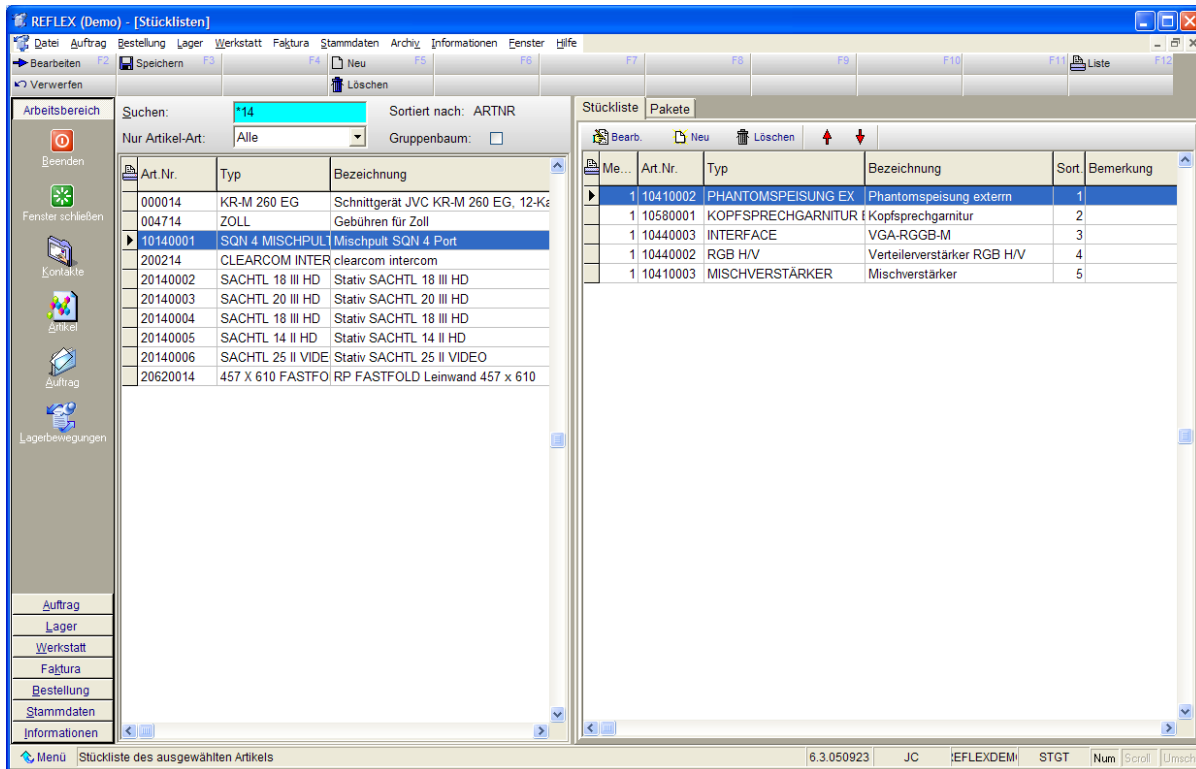 REFLEX (Demo) - [Stücklisten]
Datei Auftrag Bestellung Lager Werkstatt Faktura Stammdaten Archiv Informationen Fenster Hilfe
Bearbeiten F2 Speichern F3 F4 Neu F5 F6 F7 F8 F9 F10 F11 Liste F12
Verwerfen Löschen
Arbeitsbereich
Beenden
Fenster schließen
Kontakte
Artikel
Auftrag
Lagerbewegungen
Auftrag
Lager
Werkstatt
Faktura
Bestellung
Stammdaten
Informationen
Suchen: *14 Sortiert nach: ARTNR
Nur Artikel-Art: Alle Gruppenbaum:
Art.Nr. Typ Bezeichnung
000014 KR-M 260 EG Schnittgerät JVC KR-M 260 EG, 12-Ka
004714 ZOLL Gebühren für Zoll
10140001 SQN 4 MISCHPULT Mischpult SQN 4 Port
200214 CLEARCOM INTER clearcom intercom
20140002 SACHTL 18 III HD Stativ SACHTL 18 III HD
20140003 SACHTL 20 III HD Stativ SACHTL 20 III HD
20140004 SACHTL 18 III HD Stativ SACHTL 18 III HD
20140005 SACHTL 14 II HD Stativ SACHTL 14 II HD
20140006 SACHTL 25 II VIDE Stativ SACHTL 25 II VIDEO
20620014 457 X 610 FASTFO RP FASTFOLD Leinwand 457 x 610
Stückliste Pakete
Bearb. Neu Löschen
Me... Art.Nr. Typ Bezeichnung Sort. Bemerkung
1 10410002 PHANTOMSPEISUNG EX Phantomspeisung externn 1
1 10580001 KOPFSPRECHGARNITUR Kopfsprechgarnitur 2
1 10440003 INTERFACE VGA-RGGB-M 3
1 10440002 RGB H/V Verteilerverstärker RGB H/V 4
1 10410003 MISCHVERSTÄRKER Mischverstärker 5
Menü Stückliste des ausgewählten Artikels 6.3.050923 JC REFLEXDEM STGT Num Scroll Umsch